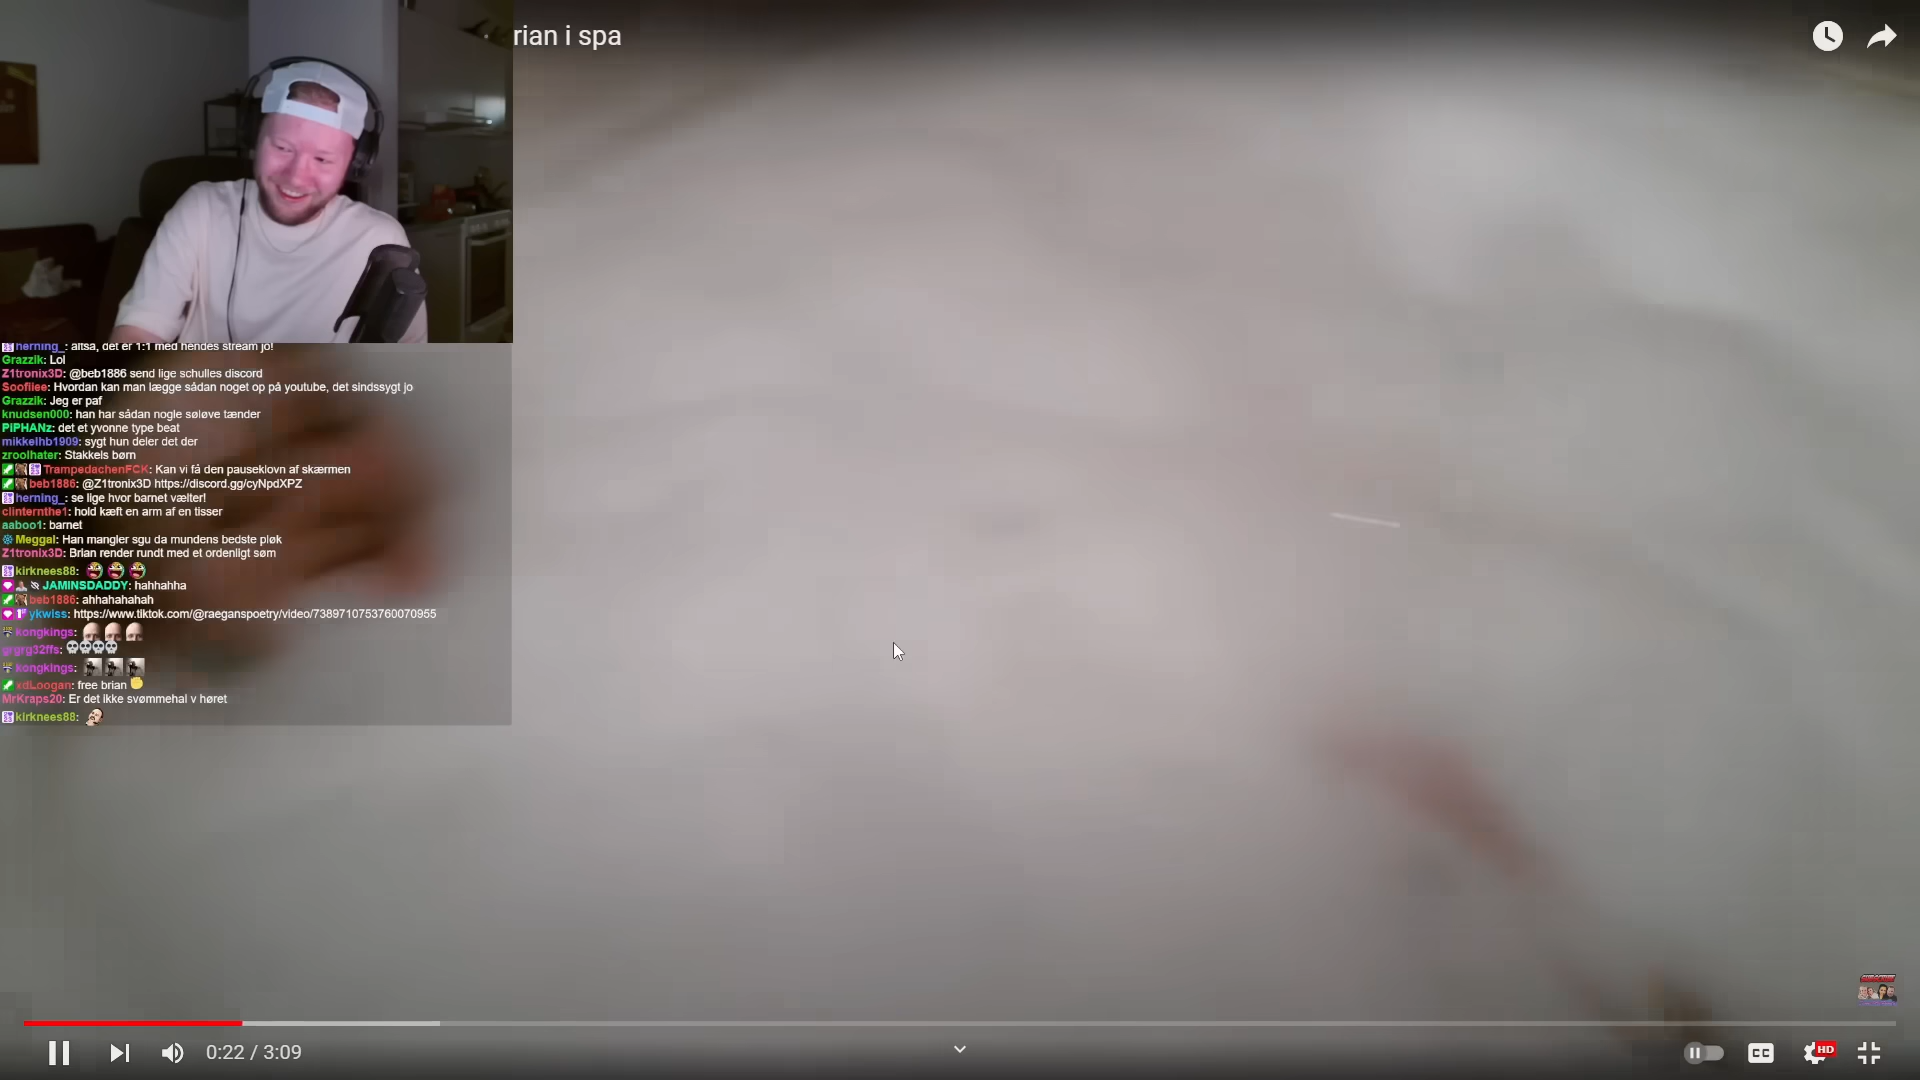 rian i spa
herning_: altså, det er 1:1 med hendes stream jo!
Grazzik: Lol
Z1tronix3D: @beb1886 send lige schulles discord
Soofiiee: Hvordan kan man lægge sådan noget op på youtube, det sindssygt jo
Grazzik: Jeg er paf
knudsen000: han har sådan nogle søløve tænder
PIPHANz: det et yvonne type beat
mikkelhb1909: sygt hun deler det der
zroolhater: Stakkels børn
TrampedachenFCK: Kan vi få den pauseklovn af skærmen
beb1886: @Z1tronix3D https://discord.gg/cyNpdXPZ
herning_: se lige hvor barnet vælter!
clinternthe1: hold kæft en arm af en tisser
aaboo1: barnet
Meggal: Han mangler sgu da mundens bedste pløk
Z1tronix3D: Brian render rundt med et ordenligt søm
kirknees88:
JAMINSDADDY: hahhahha
beb1886: ahhahahahah
ykwiss: https://www.tiktok.com/@raeganspoetry/video/7389710753760070955
kongkings:
grgrg32ffs: 💀💀💀💀
kongkings:
xdLoogan: free brian
MrKraps20: Er det ikke svømmehal v høret
kirknees88:
0:22 / 3:09
CC
HD